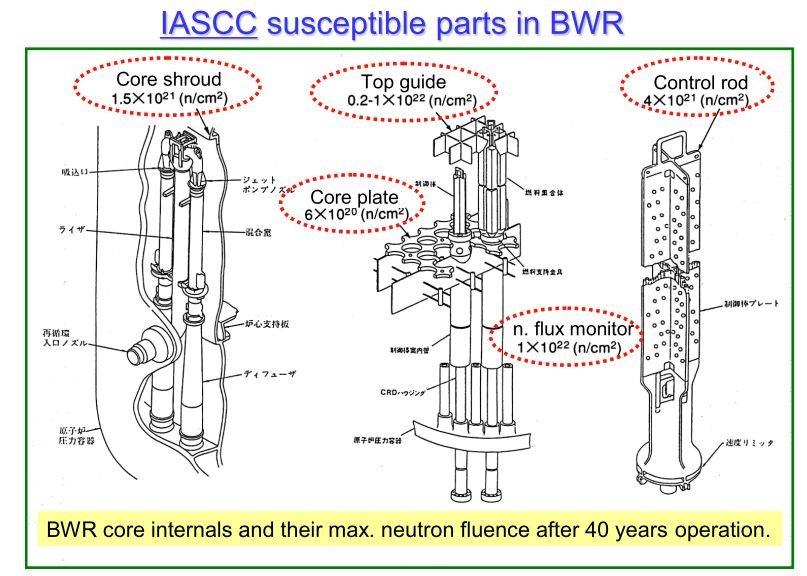 IASCC susceptible parts in BWR
Core shroud
1.5×10²¹ (n/cm²)
Top guide
0.2-1×10²² (n/cm²)
Control rod
4×10²¹ (n/cm²)
吸込口
ジェット
ポンプノズル
ライザ
混合室
再循環
入口ノズル
炉心支持板
ディフューザ
原子炉
圧力容器
Core plate
6×10²⁰ (n/cm²)
制御棒
燃料集合体
燃料支持金具
n. flux monitor
1×10²² (n/cm²)
制御棒案内管
CRDハウジング
原子炉圧力容器
制御棒ブレート
速度リミッタ
BWR core internals and their max. neutron fluence after 40 years operation.